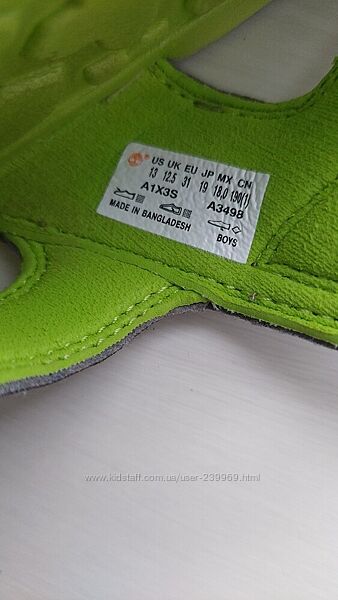 US UK EU JP MX CN
13 12.5 31 19 18.0 190(1)
A1X3S A3498
MADE IN BANGLADESH BOYS
www.kidstaff.com.ua/user-239969.html